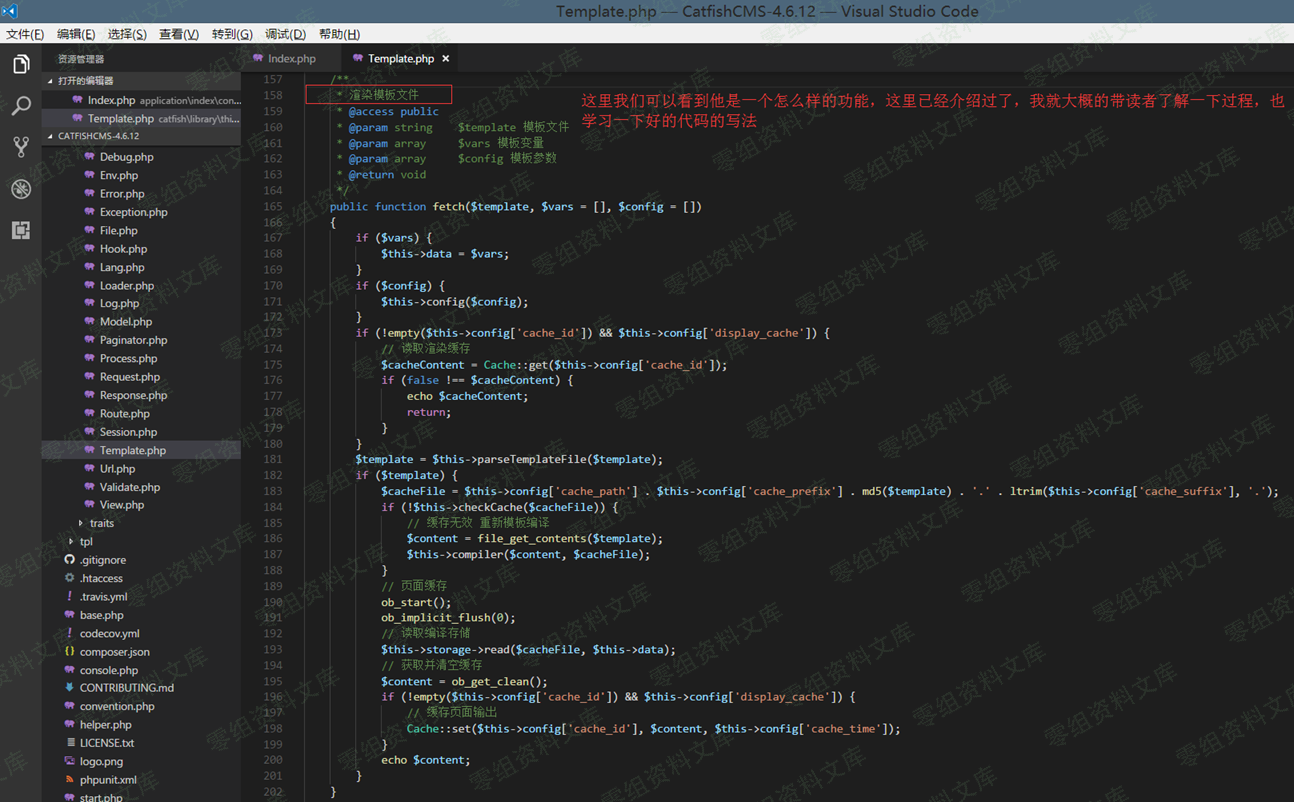 Template.php — CatfishCMS-4.6.12 — Visual Studio Code
文件(F) 编辑(E) 选择(S) 查看(V) 转到(G) 调试(D) 帮助(H)
资源管理器
打开的编辑器
Index.php application\index\con...
Template.php catfish\library\thi...
CATFISHCMS-4.6.12
Debug.php
Env.php
Error.php
Exception.php
File.php
Hook.php
Lang.php
Loader.php
Log.php
Model.php
Paginator.php
Process.php
Request.php
Response.php
Route.php
Session.php
Template.php
Url.php
Validate.php
View.php
traits
tpl
.gitignore
.htaccess
.travis.yml
base.php
codecov.yml
composer.json
console.php
CONTRIBUTING.md
convention.php
helper.php
LICENSE.txt
logo.png
phpunit.xml
start.php
Index.php Template.php
157 /**
158 * 渲染模板文件
159 * @access public
160 * @param string $template 模板文件
161 * @param array $vars 模板变量
162 * @param array $config 模板参数
163 * @return void
164 */
165 public function fetch($template, $vars = [], $config = [])
166 {
167 if ($vars) {
168 $this->data = $vars;
169 }
170 if ($config) {
171 $this->config($config);
172 }
173 if (!empty($this->config['cache_id']) && $this->config['display_cache']) {
174 // 读取渲染缓存
175 $cacheContent = Cache::get($this->config['cache_id']);
176 if (false !== $cacheContent) {
177 echo $cacheContent;
178 return;
179 }
180 }
181 $template = $this->parseTemplateFile($template);
182 if ($template) {
183 $cacheFile = $this->config['cache_path'] . $this->config['cache_prefix'] . md5($template) . '.' . ltrim($this->config['cache_suffix'], '.');
184 if (!$this->checkCache($cacheFile)) {
185 // 缓存无效 重新模板编译
186 $content = file_get_contents($template);
187 $this->compiler($content, $cacheFile);
188 }
189 // 页面缓存
190 ob_start();
191 ob_implicit_flush(0);
192 // 读取编译存储
193 $this->storage->read($cacheFile, $this->data);
194 // 获取并清空缓存
195 $content = ob_get_clean();
196 if (!empty($this->config['cache_id']) && $this->config['display_cache']) {
197 // 缓存页面输出
198 Cache::set($this->config['cache_id'], $content, $this->config['cache_time']);
199 }
200 echo $content;
201 }
202 }
这里我们可以看到他是一个怎么样的功能，这里已经介绍过了，我就大概的带读者了解一下过程，也
学习一下好的代码的写法
零组资料文库